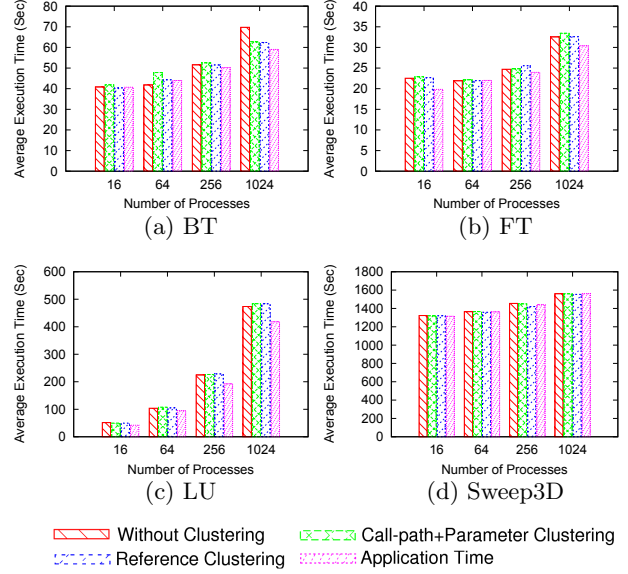 Average Execution Time (Sec)
80
70
60
50
40
30
20
10
0
16 64 256 1024
Number of Processes
(a) BT
Average Execution Time (Sec)
40
35
30
25
20
15
10
5
0
16 64 256 1024
Number of Processes
(b) FT
Average Execution Time (Sec)
600
500
400
300
200
100
0
16 64 256 1024
Number of Processes
(c) LU
Average Execution Time (Sec)
1800
1600
1400
1200
1000
800
600
400
200
0
16 64 256 1024
Number of Processes
(d) Sweep3D
Without Clustering
Call-path+Parameter Clustering
Reference Clustering
Application Time